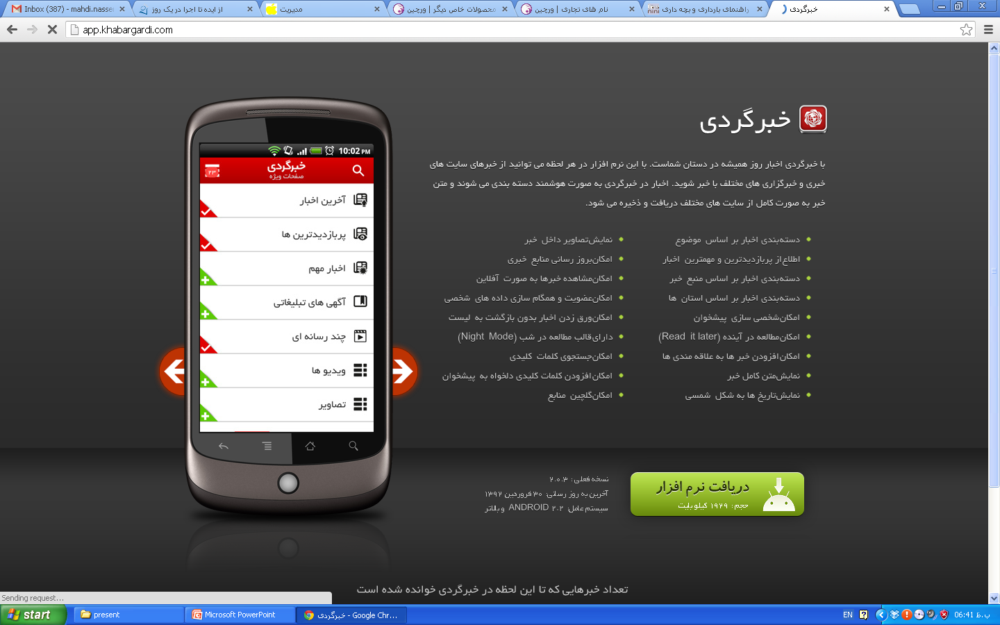 Inbox (387) - mahdi.nasse
از ایده تا اجرا در یک روز
مدیریت
محصولات خاص دیگر | ورچین
نام های تجاری | ورچین
راهنمای بارداری و بچه داری
خبرگردی
app.khabargardi.com
خبرگردی
با خبرگردی اخبار روز همیشه در دستان شماست. با این نرم افزار در هر لحظه می توانید از خبرهای سایت های
خبری و خبرگزاری های مختلف با خبر شوید. اخبار در خبرگردی به صورت هوشمند دسته بندی می شوند و متن
خبر به صورت کامل از سایت های مختلف دریافت و ذخیره می شود.
دسته‌بندی اخبار بر اساس موضوع
اطلاع‌از پربازدیدترین و مهمترین اخبار
دسته‌بندی اخبار بر اساس منبع خبر
دسته‌بندی اخبار بر اساس استان ها
امکان‌شخصی سازی پیشخوان
امکان‌مطالعه در آینده (Read it later)
امکان‌افزودن خبر ها به علاقه مندی ها
نمایش‌متن کامل خبر
نمایش‌تاریخ ها به شکل شمسی
نمایش‌تصاویر داخل خبر
امکان‌بروز رسانی منابع خبری
امکان‌مشاهده خبرها به صورت آفلاین
امکان‌عضویت و همگام سازی داده های شخصی
امکان‌ورق زدن اخبار بدون بازگشت به لیست
دارای‌قالب مطالعه در شب (Night Mode)
امکان‌جستجوی کلمات کلیدی
امکان‌افزودن کلمات کلیدی دلخواه به پیشخوان
امکان‌گلچین منابع
10:02 PM
خبرگردی
صفحات ویژه
۲۳
آخرین اخبار
پربازدیدترین ها
اخبار مهم
آگهی های تبلیغاتی
چند رسانه ای
ویدیو ها
تصاویر
دریافت نرم افزار
حجم : ۱۹۲۹ کیلو بایت
نسخه فعلی : ۲.۰.۳
آخرین به روز رسانی: ۳۰ فروردین ۱۳۹۲
سیستم عامل: ANDROID ۲.۲ و بالاتر
تعداد خبرهایی که تا این لحظه در خبرگردی خوانده شده است
Sending request...
start
present
Microsoft PowerPoint
خبرگردی - Google Chr...
EN
06:41 ب.ظ